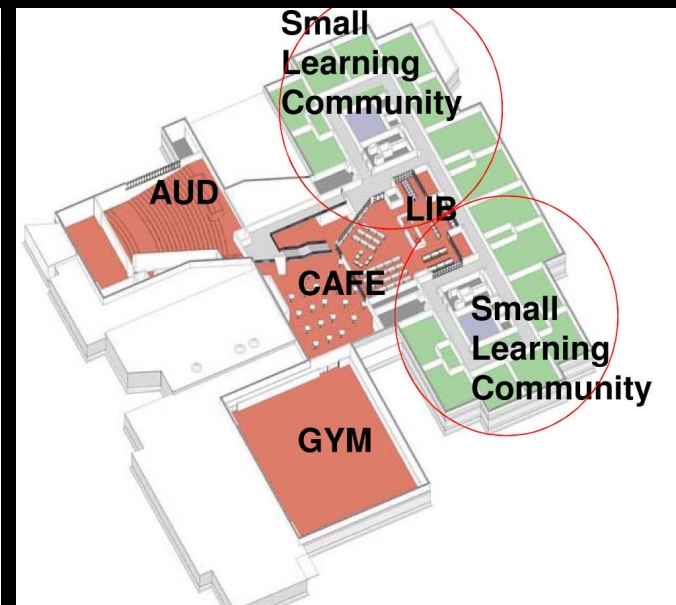 Small
Learning
Community
AUD
LIB
CAFE
Small
Learning
Community
GYM